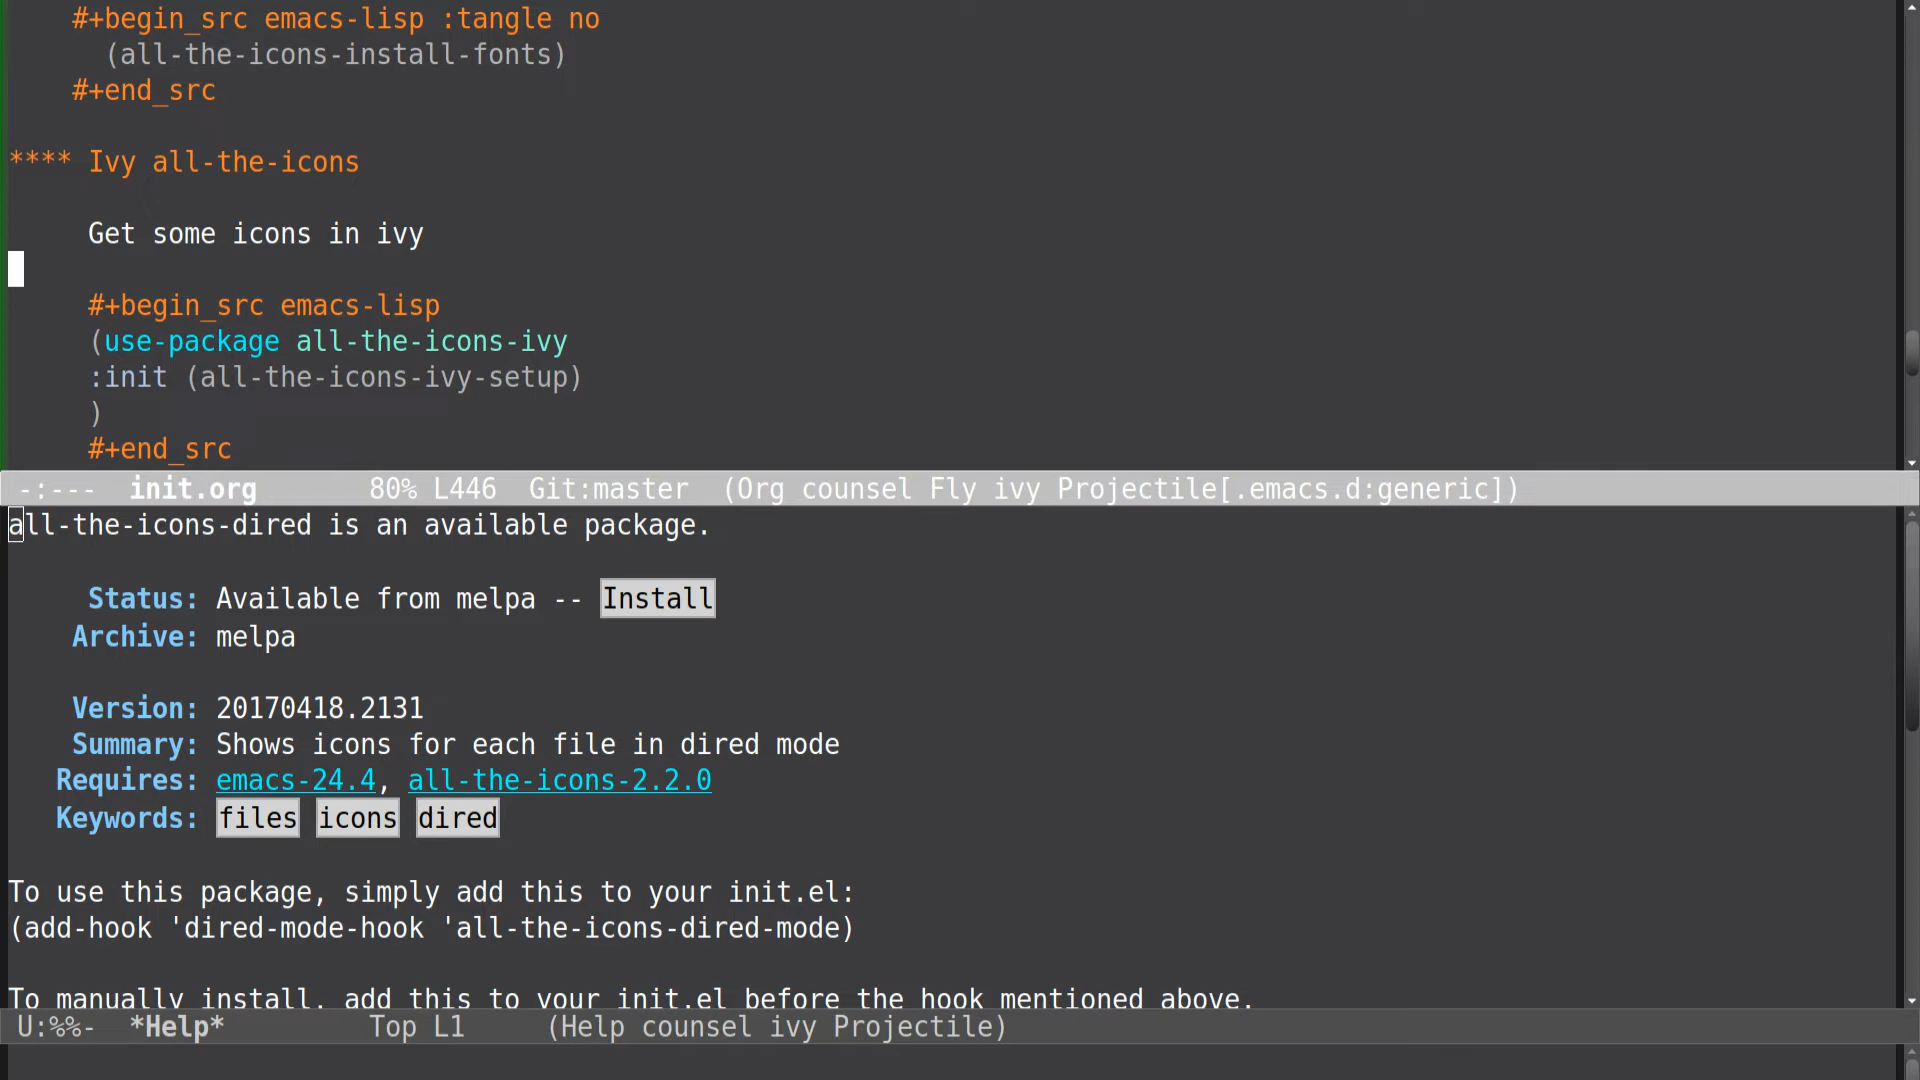 #+begin_src emacs-lisp :tangle no
(all-the-icons-install-fonts)
#+end_src
**** Ivy all-the-icons
Get some icons in ivy
#+begin_src emacs-lisp
(use-package all-the-icons-ivy
:init (all-the-icons-ivy-setup)
)
#+end_src
-:--- init.org 80% L446 Git:master (Org counsel Fly ivy Projectile[.emacs.d:generic])
all-the-icons-dired is an available package.
Status: Available from melpa -- Install
Archive: melpa
Version: 20170418.2131
Summary: Shows icons for each file in dired mode
Requires: emacs-24.4, all-the-icons-2.2.0
Keywords: files icons dired
To use this package, simply add this to your init.el:
(add-hook 'dired-mode-hook 'all-the-icons-dired-mode)
To manually install, add this to your init.el before the hook mentioned above.
U:%%- *Help* Top L1 (Help counsel ivy Projectile)